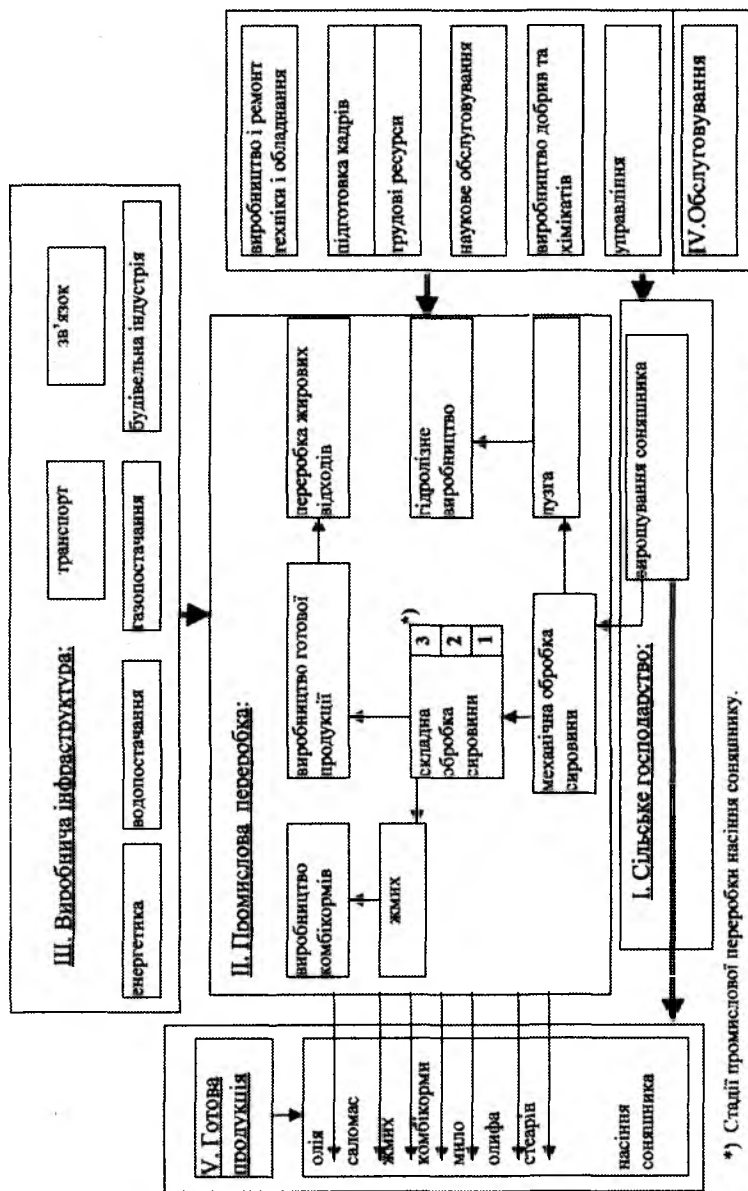 III. Виробнича інфраструктура:
транспорт
зв’язок
енергетика
водопостачання
газопостачання
будівельна індустрія
II. Промислова переробка:
виробництво
комбікормів
виробництво готової
продукції
переробка жирових
відходів
жмих
складна
обробка
сировини
3
2
1
*)
гідролізне
виробництво
механічна обробка
сировини
лузга
I. Сільське господарство:
вирощування соняшника
виробництво і ремонт
техніки і обладнання
підготовка кадрів
трудові ресурси
наукове обслуговування
виробництво добрив та
хімікатів
управління
IV.Обслуговування
V. Готова
продукція
олія
саломас
жмих
комбікорми
мило
олифа
стеарін
насіння
соняшника
*) Стадії промислової переробки насіння соняшнику.